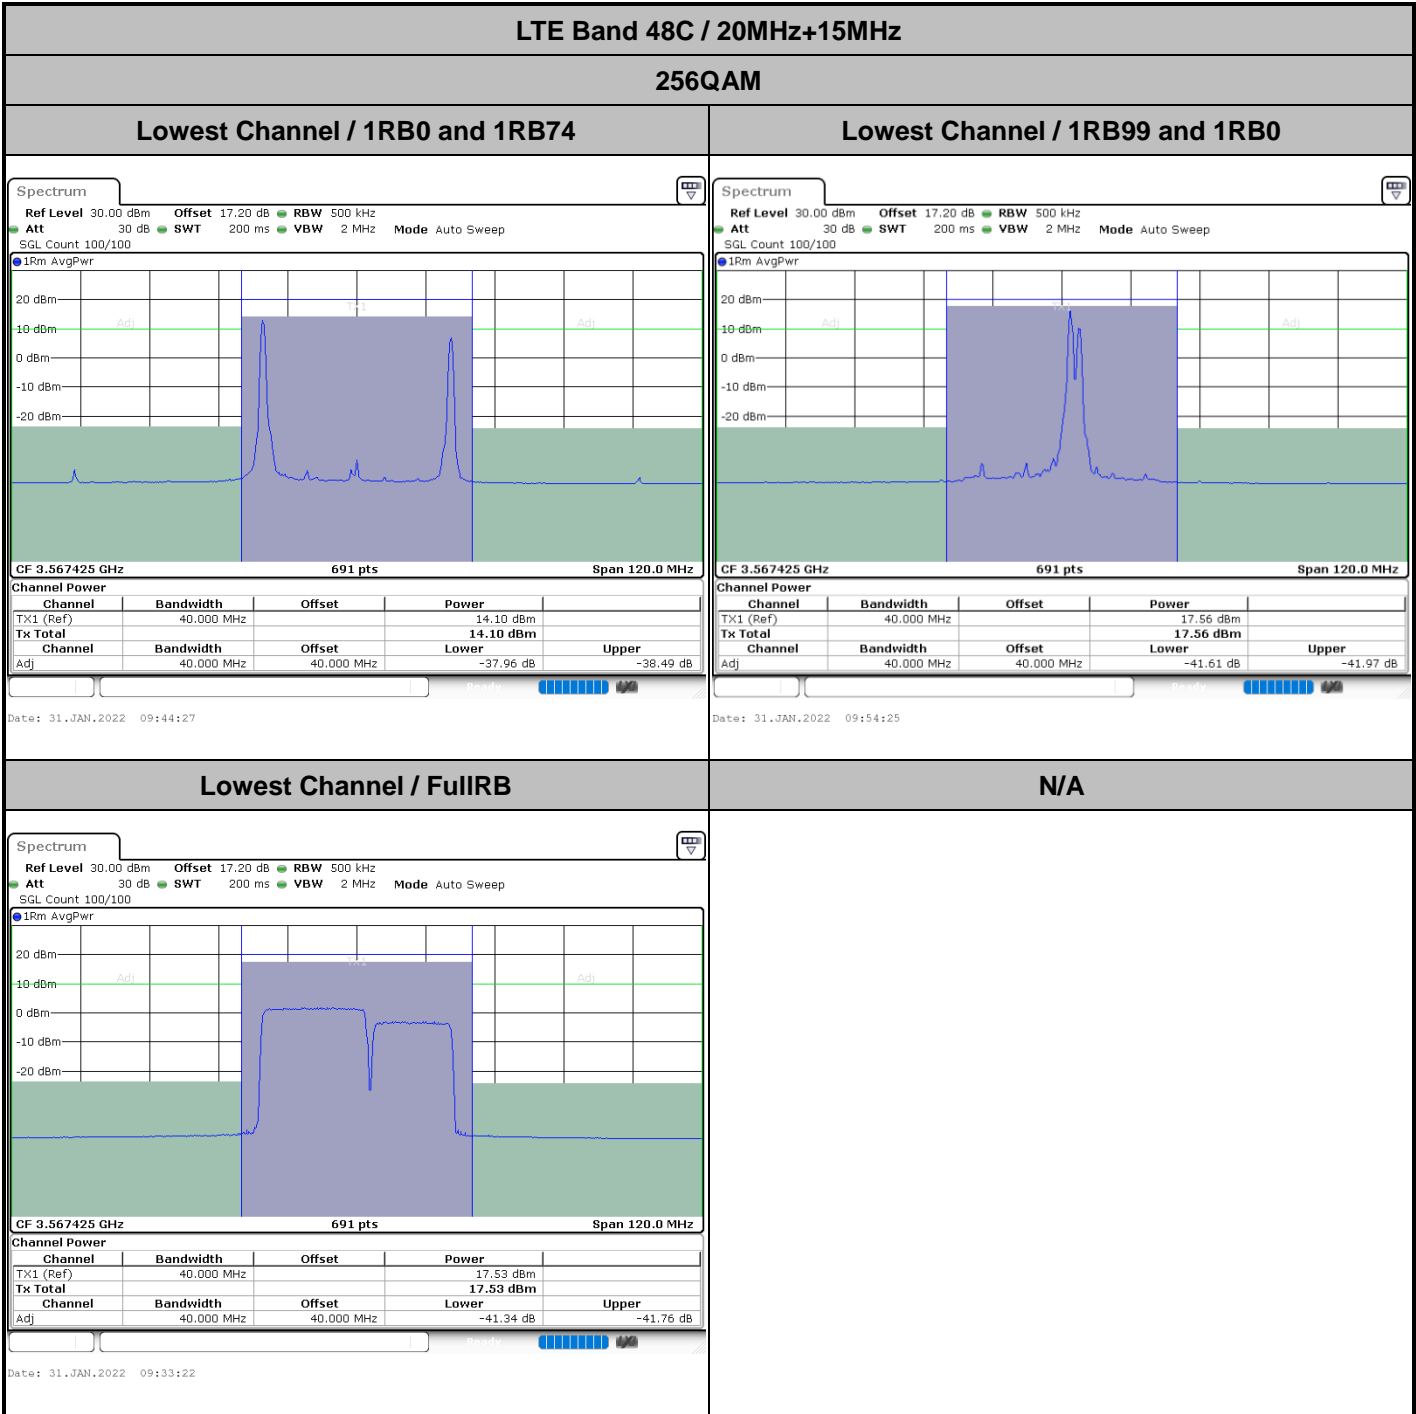 LTE Band 48C / 20MHz+15MHz
256QAM
Lowest Channel / 1RB0 and 1RB74
Lowest Channel / 1RB99 and 1RB0
Spectrum
Ref Level 30.00 dBm Offset 17.20 dB RBW 500 kHz
Att 30 dB SWT 200 ms VBW 2 MHz Mode Auto Sweep
SGL Count 100/100
1Rm AvgPwr
TX1
20 dBm
Adj
Adj
10 dBm
0 dBm
-10 dBm
-20 dBm
CF 3.567425 GHz 691 pts Span 120.0 MHz
Channel Power
Channel Bandwidth Offset Power
TX1 (Ref) 40.000 MHz 14.10 dBm
Tx Total 14.10 dBm
Channel Bandwidth Offset Lower Upper
Adj 40.000 MHz 40.000 MHz -37.96 dB -38.49 dB
Ready
Date: 31.JAN.2022 09:44:27
Spectrum
Ref Level 30.00 dBm Offset 17.20 dB RBW 500 kHz
Att 30 dB SWT 200 ms VBW 2 MHz Mode Auto Sweep
SGL Count 100/100
1Rm AvgPwr
TX1
20 dBm
Adj
Adj
10 dBm
0 dBm
-10 dBm
-20 dBm
CF 3.567425 GHz 691 pts Span 120.0 MHz
Channel Power
Channel Bandwidth Offset Power
TX1 (Ref) 40.000 MHz 17.56 dBm
Tx Total 17.56 dBm
Channel Bandwidth Offset Lower Upper
Adj 40.000 MHz 40.000 MHz -41.61 dB -41.97 dB
Ready
Date: 31.JAN.2022 09:54:25
Lowest Channel / FullRB
N/A
Spectrum
Ref Level 30.00 dBm Offset 17.20 dB RBW 500 kHz
Att 30 dB SWT 200 ms VBW 2 MHz Mode Auto Sweep
SGL Count 100/100
1Rm AvgPwr
20 dBm
TX1
Adj
Adj
10 dBm
0 dBm
-10 dBm
-20 dBm
CF 3.567425 GHz 691 pts Span 120.0 MHz
Channel Power
Channel Bandwidth Offset Power
TX1 (Ref) 40.000 MHz 17.53 dBm
Tx Total 17.53 dBm
Channel Bandwidth Offset Lower Upper
Adj 40.000 MHz 40.000 MHz -41.34 dB -41.76 dB
Ready
Date: 31.JAN.2022 09:33:22